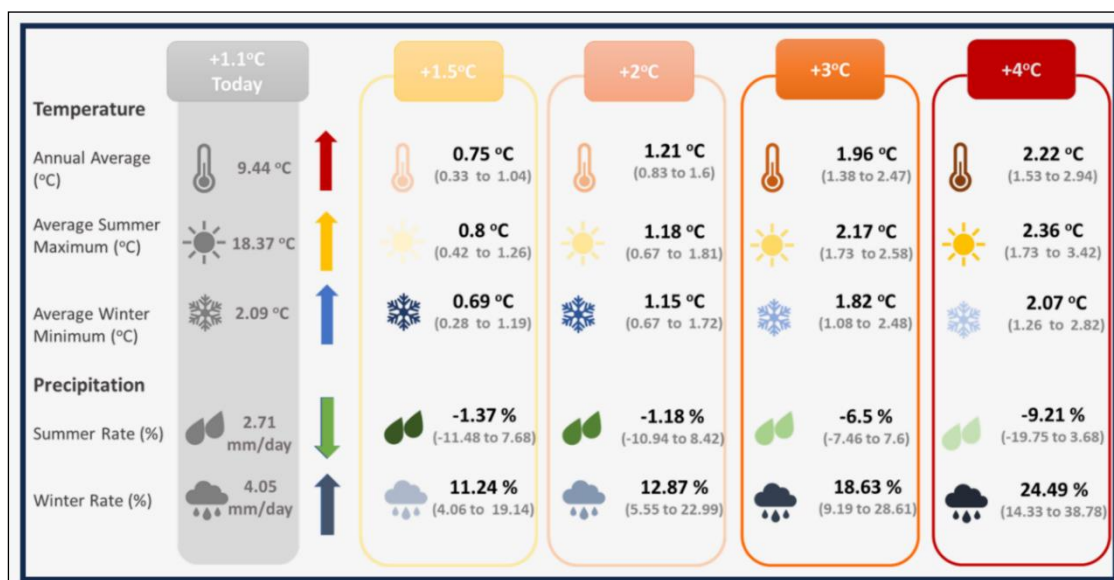 +1.1°C
Today
+1.5°C
+2°C
+3°C
+4°C
Temperature
Annual Average
(°C)
9.44 °C
0.75 °C
(0.33 to 1.04)
1.21 °C
(0.83 to 1.6)
1.96 °C
(1.38 to 2.47)
2.22 °C
(1.53 to 2.94)
Average Summer
Maximum (°C)
18.37 °C
0.8 °C
(0.42 to 1.26)
1.18 °C
(0.67 to 1.81)
2.17 °C
(1.73 to 2.58)
2.36 °C
(1.73 to 3.42)
Average Winter
Minimum (°C)
2.09 °C
0.69 °C
(0.28 to 1.19)
1.15 °C
(0.67 to 1.72)
1.82 °C
(1.08 to 2.48)
2.07 °C
(1.26 to 2.82)
Precipitation
Summer Rate (%)
2.71
mm/day
-1.37 %
(-11.48 to 7.68)
-1.18 %
(-10.94 to 8.42)
-6.5 %
(-7.46 to 7.6)
-9.21 %
(-19.75 to 3.68)
Winter Rate (%)
4.05
mm/day
11.24 %
(4.06 to 19.14)
12.87 %
(5.55 to 22.99)
18.63 %
(9.19 to 28.61)
24.49 %
(14.33 to 38.78)